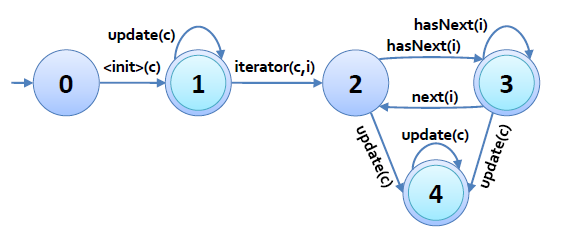 hasNext(i)
update(c)
hasNext(i)
<init>(c)
iterator(c,i)
0
1
2
3
next(i)
update(c)
update(c)
update(c)
4